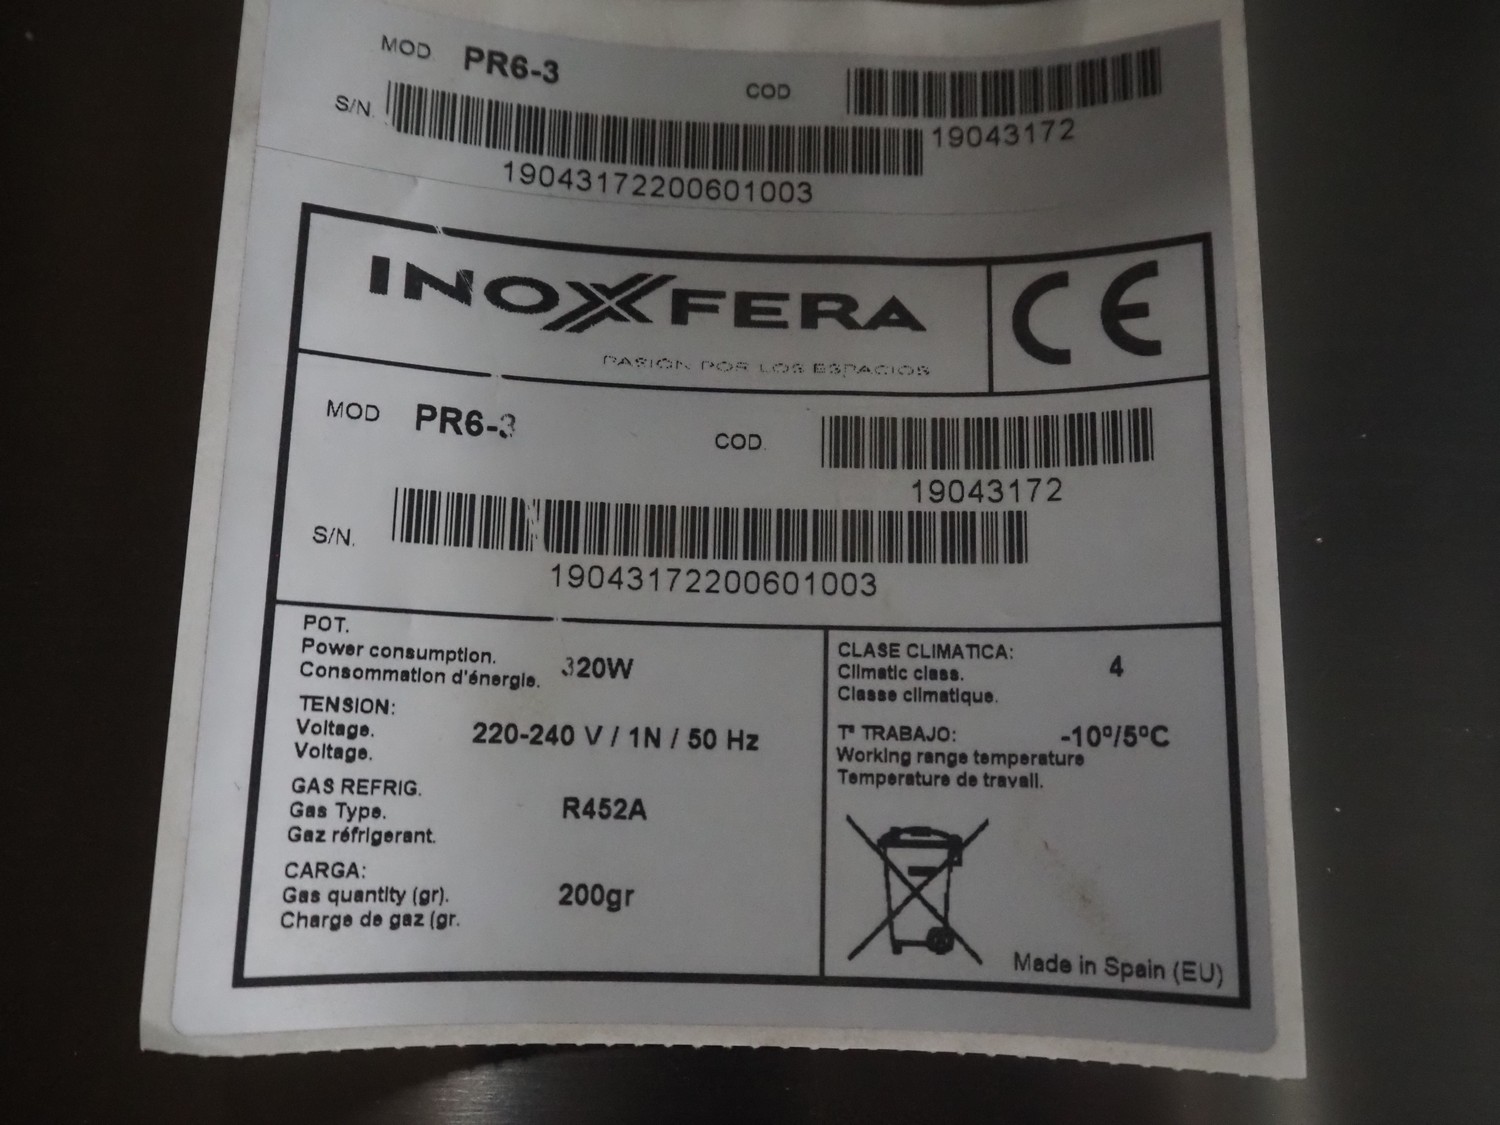 MOD PR6-3
COD
S/N.
19043172
19043172200601003
INOXFERA
CE
PASIÓN POR LOS ESPACIOS
MOD PR6-3
COD.
19043172
S/N.
19043172200601003
POT.
Power consumption.
Consommation d'énergie.
320W
TENSION:
Voltage.
Voltage.
220-240 V / 1N / 50 Hz
GAS REFRIG.
Gas Type.
Gaz réfrigerant.
R452A
CARGA:
Gas quantity (gr).
Charge de gaz (gr.
200gr
CLASE CLIMATICA:
Climatic class.
Classe climatique.
4
Tª TRABAJO:
Working range temperature
Temperature de travail.
-10º/5ºC
Made in Spain (EU)